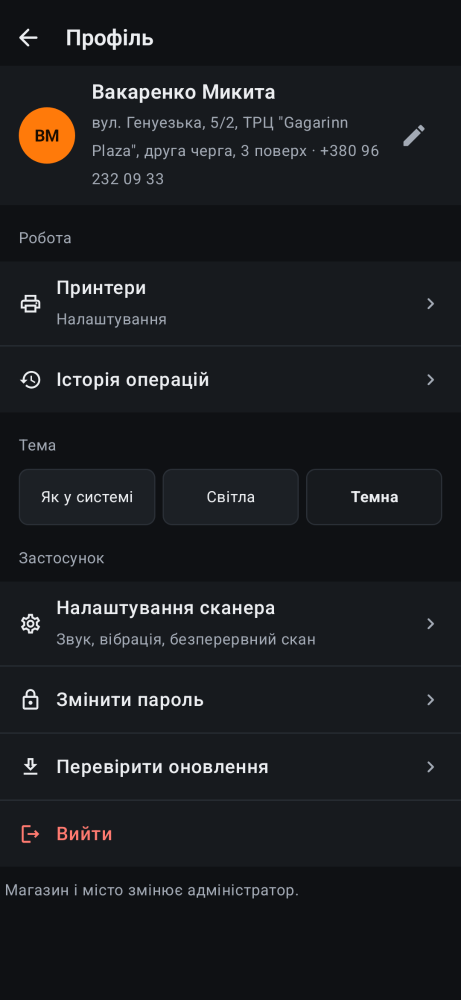 Профіль
Вакаренко Микита
ВМ
вул. Генуезька, 5/2, ТРЦ "Gagarinn
Plaza", друга черга, 3 поверх · +380 96
232 09 33
Робота
Принтери
Налаштування
Історія операцій
Тема
Як у системі
Світла
Темна
Застосунок
Налаштування сканера
Звук, вібрація, безперервний скан
Змінити пароль
Перевірити оновлення
Вийти
Магазин і місто змінює адміністратор.